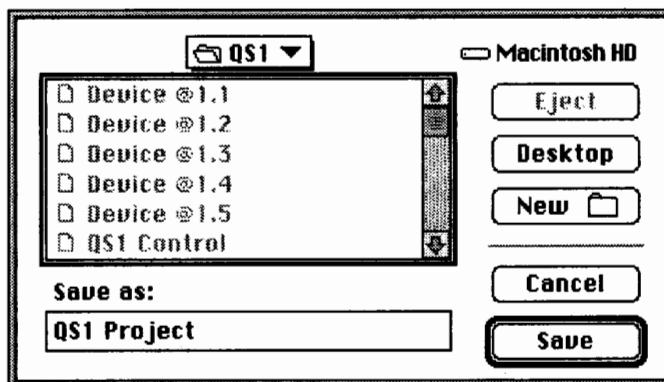 QS1
Macintosh HD
Device @1.1
Device @1.2
Device @1.3
Device @1.4
Device @1.5
QS1 Control
Eject
Desktop
New
Save as:
QS1 Project
Cancel
Save